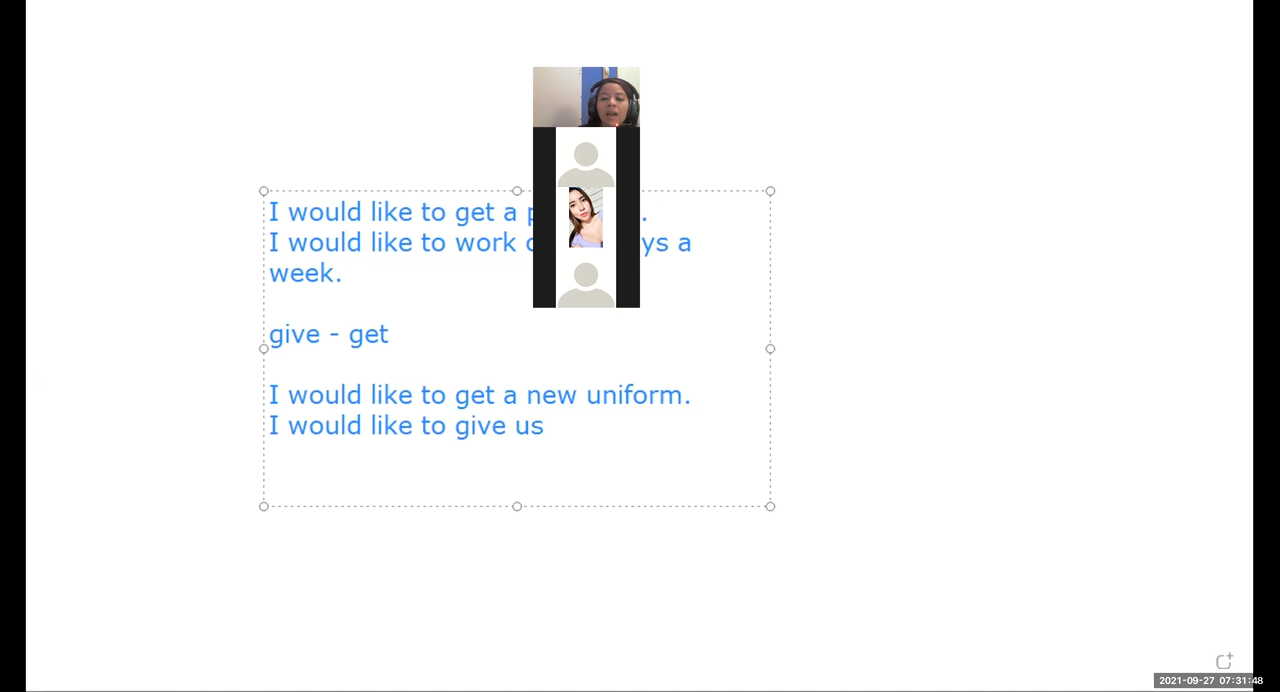 I would like to get a
I would like to work ys a
week.
give - get
I would like to get a new uniform.
I would like to give us
2021-09-27 07:31:48